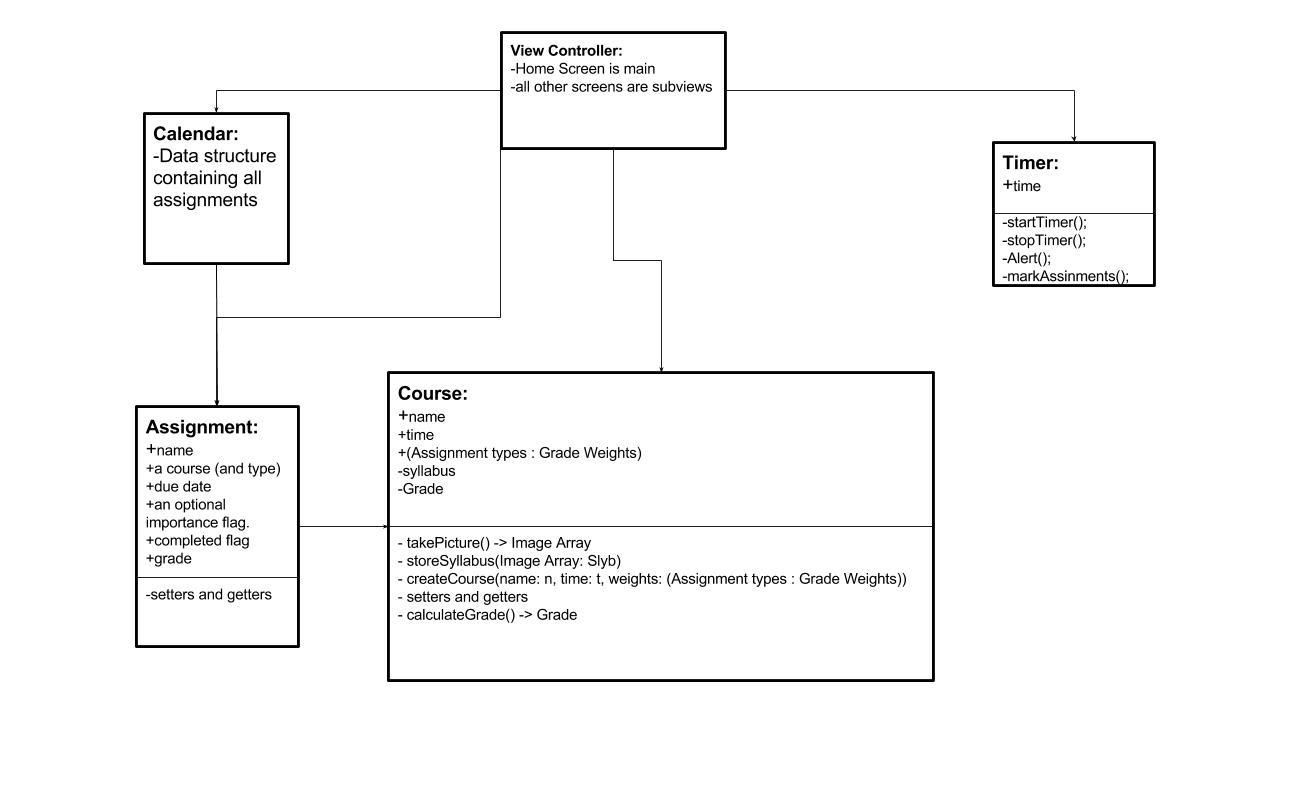 View Controller:
-Home Screen is main
-all other screens are subviews
Calendar:
-Data structure
containing all
assignments
Timer:
+time
-startTimer();
-stopTimer();
-Alert();
-markAssinments();
Assignment:
+name
+a course (and type)
+due date
+an optional
importance flag.
+completed flag
+grade
-setters and getters
Course:
+name
+time
+(Assignment types : Grade Weights)
-syllabus
-Grade
- takePicture() -> Image Array
- storeSyllabus(Image Array: Slyb)
- createCourse(name: n, time: t, weights: (Assignment types : Grade Weights))
- setters and getters
- calculateGrade() -> Grade